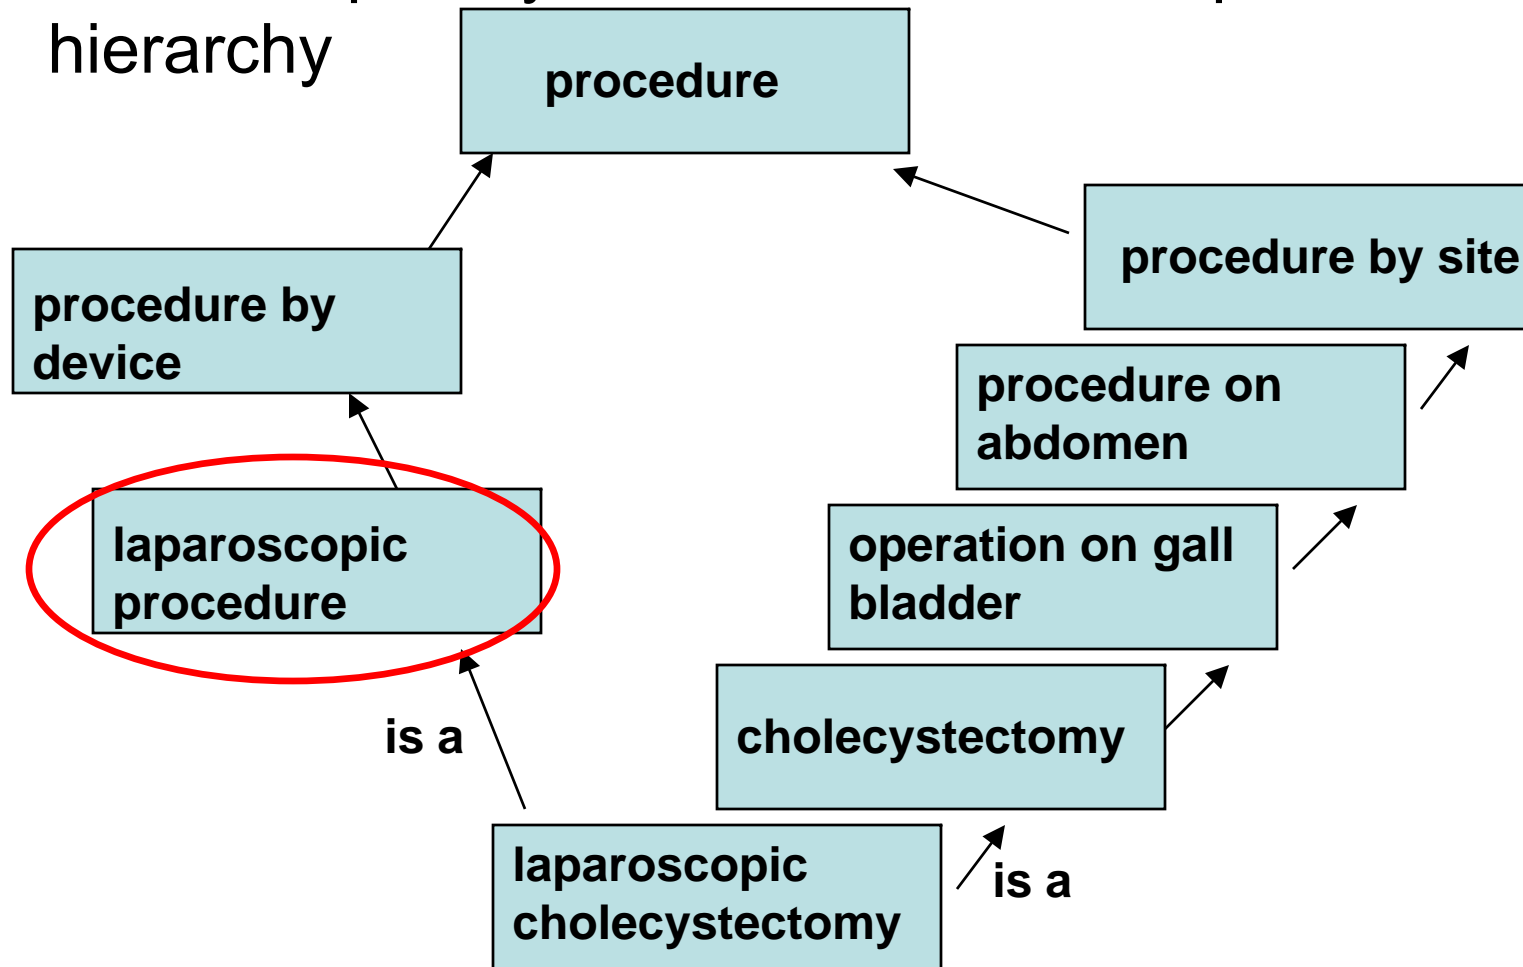 hierarchy
procedure
procedure by site
procedure by
device
procedure on
abdomen
laparoscopic
procedure
operation on gall
bladder
is a
cholecystectomy
laparoscopic
cholecystectomy
is a